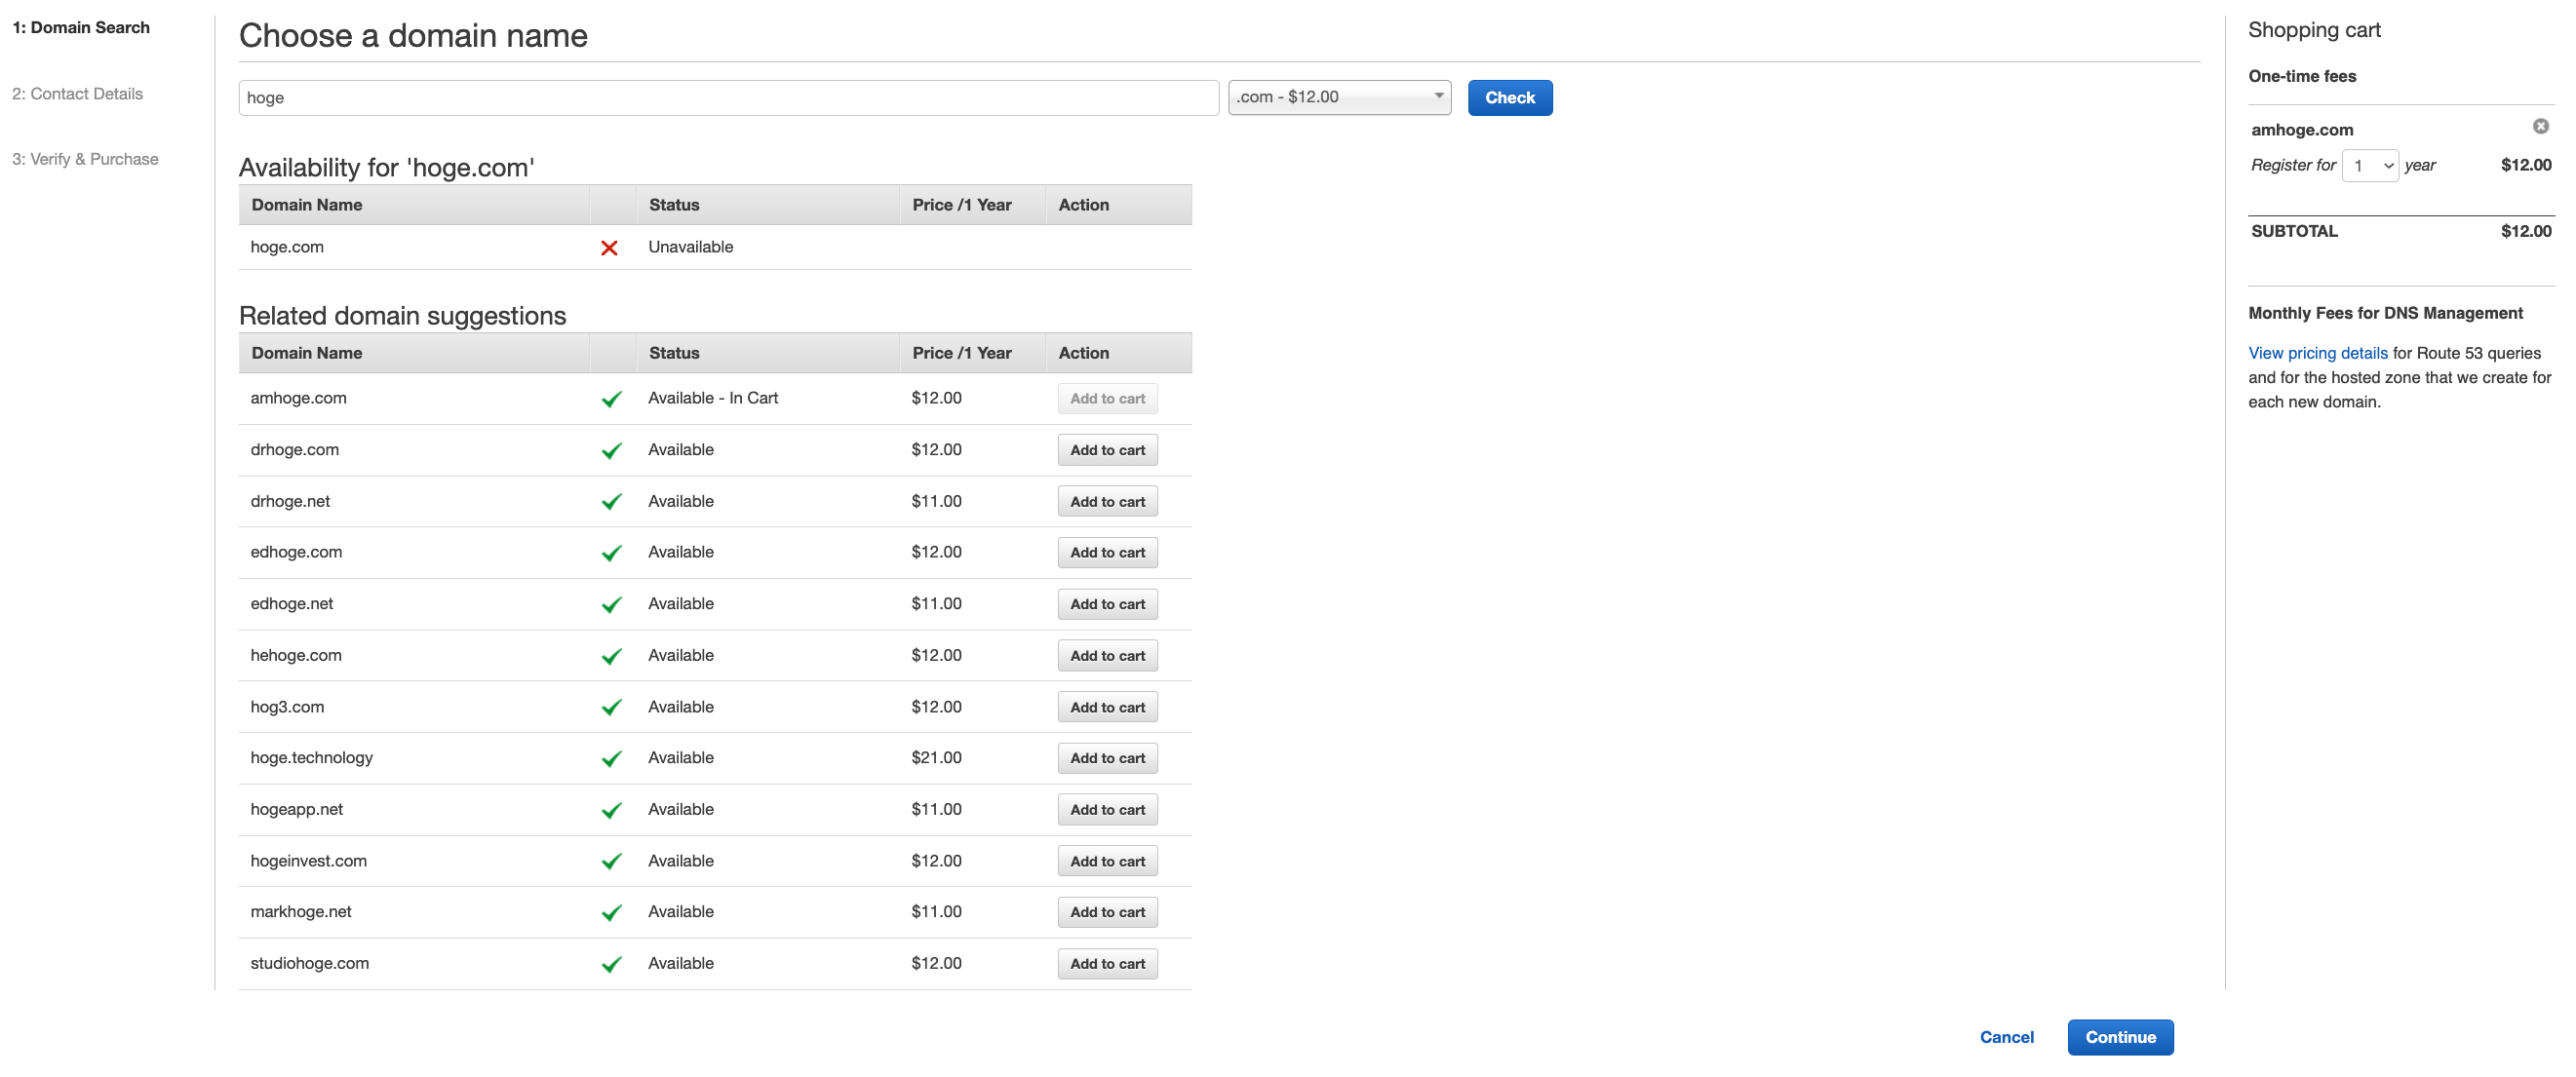 1: Domain Search
2: Contact Details
3: Verify & Purchase
Choose a domain name
hoge .com - $12.00 Check
Availability for 'hoge.com'
Domain Name Status Price /1 Year Action
hoge.com Unavailable
Related domain suggestions
Domain Name Status Price /1 Year Action
amhoge.com Available - In Cart $12.00 Add to cart
drhoge.com Available $12.00 Add to cart
drhoge.net Available $11.00 Add to cart
edhoge.com Available $12.00 Add to cart
edhoge.net Available $11.00 Add to cart
hehoge.com Available $12.00 Add to cart
hog3.com Available $12.00 Add to cart
hoge.technology Available $21.00 Add to cart
hogeapp.net Available $11.00 Add to cart
hogeinvest.com Available $12.00 Add to cart
markhoge.net Available $11.00 Add to cart
studiohoge.com Available $12.00 Add to cart
Cancel Continue
Shopping cart
One-time fees
amhoge.com
Register for 1 year $12.00
SUBTOTAL $12.00
Monthly Fees for DNS Management
View pricing details for Route 53 queries
and for the hosted zone that we create for
each new domain.